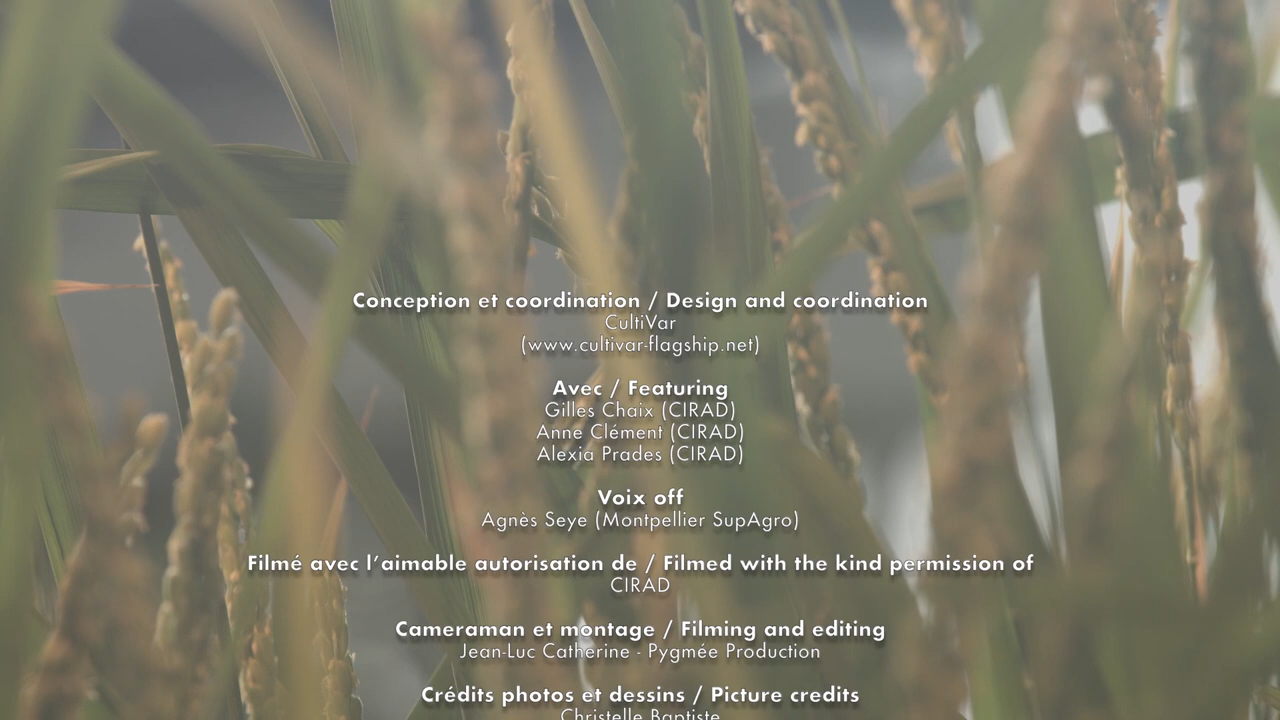 Conception et coordination / Design and coordination
CultiVar
(www.cultivar-flagship.net)
Avec / Featuring
Gilles Chaix (CIRAD)
Anne Clément (CIRAD)
Alexia Prades (CIRAD)
Voix off
Agnès Seye (Montpellier SupAgro)
Filmé avec l’aimable autorisation de / Filmed with the kind permission of
CIRAD
Cameraman et montage / Filming and editing
Jean-Luc Catherine - Pygmée Production
Crédits photos et dessins / Picture credits
Christelle Baptiste